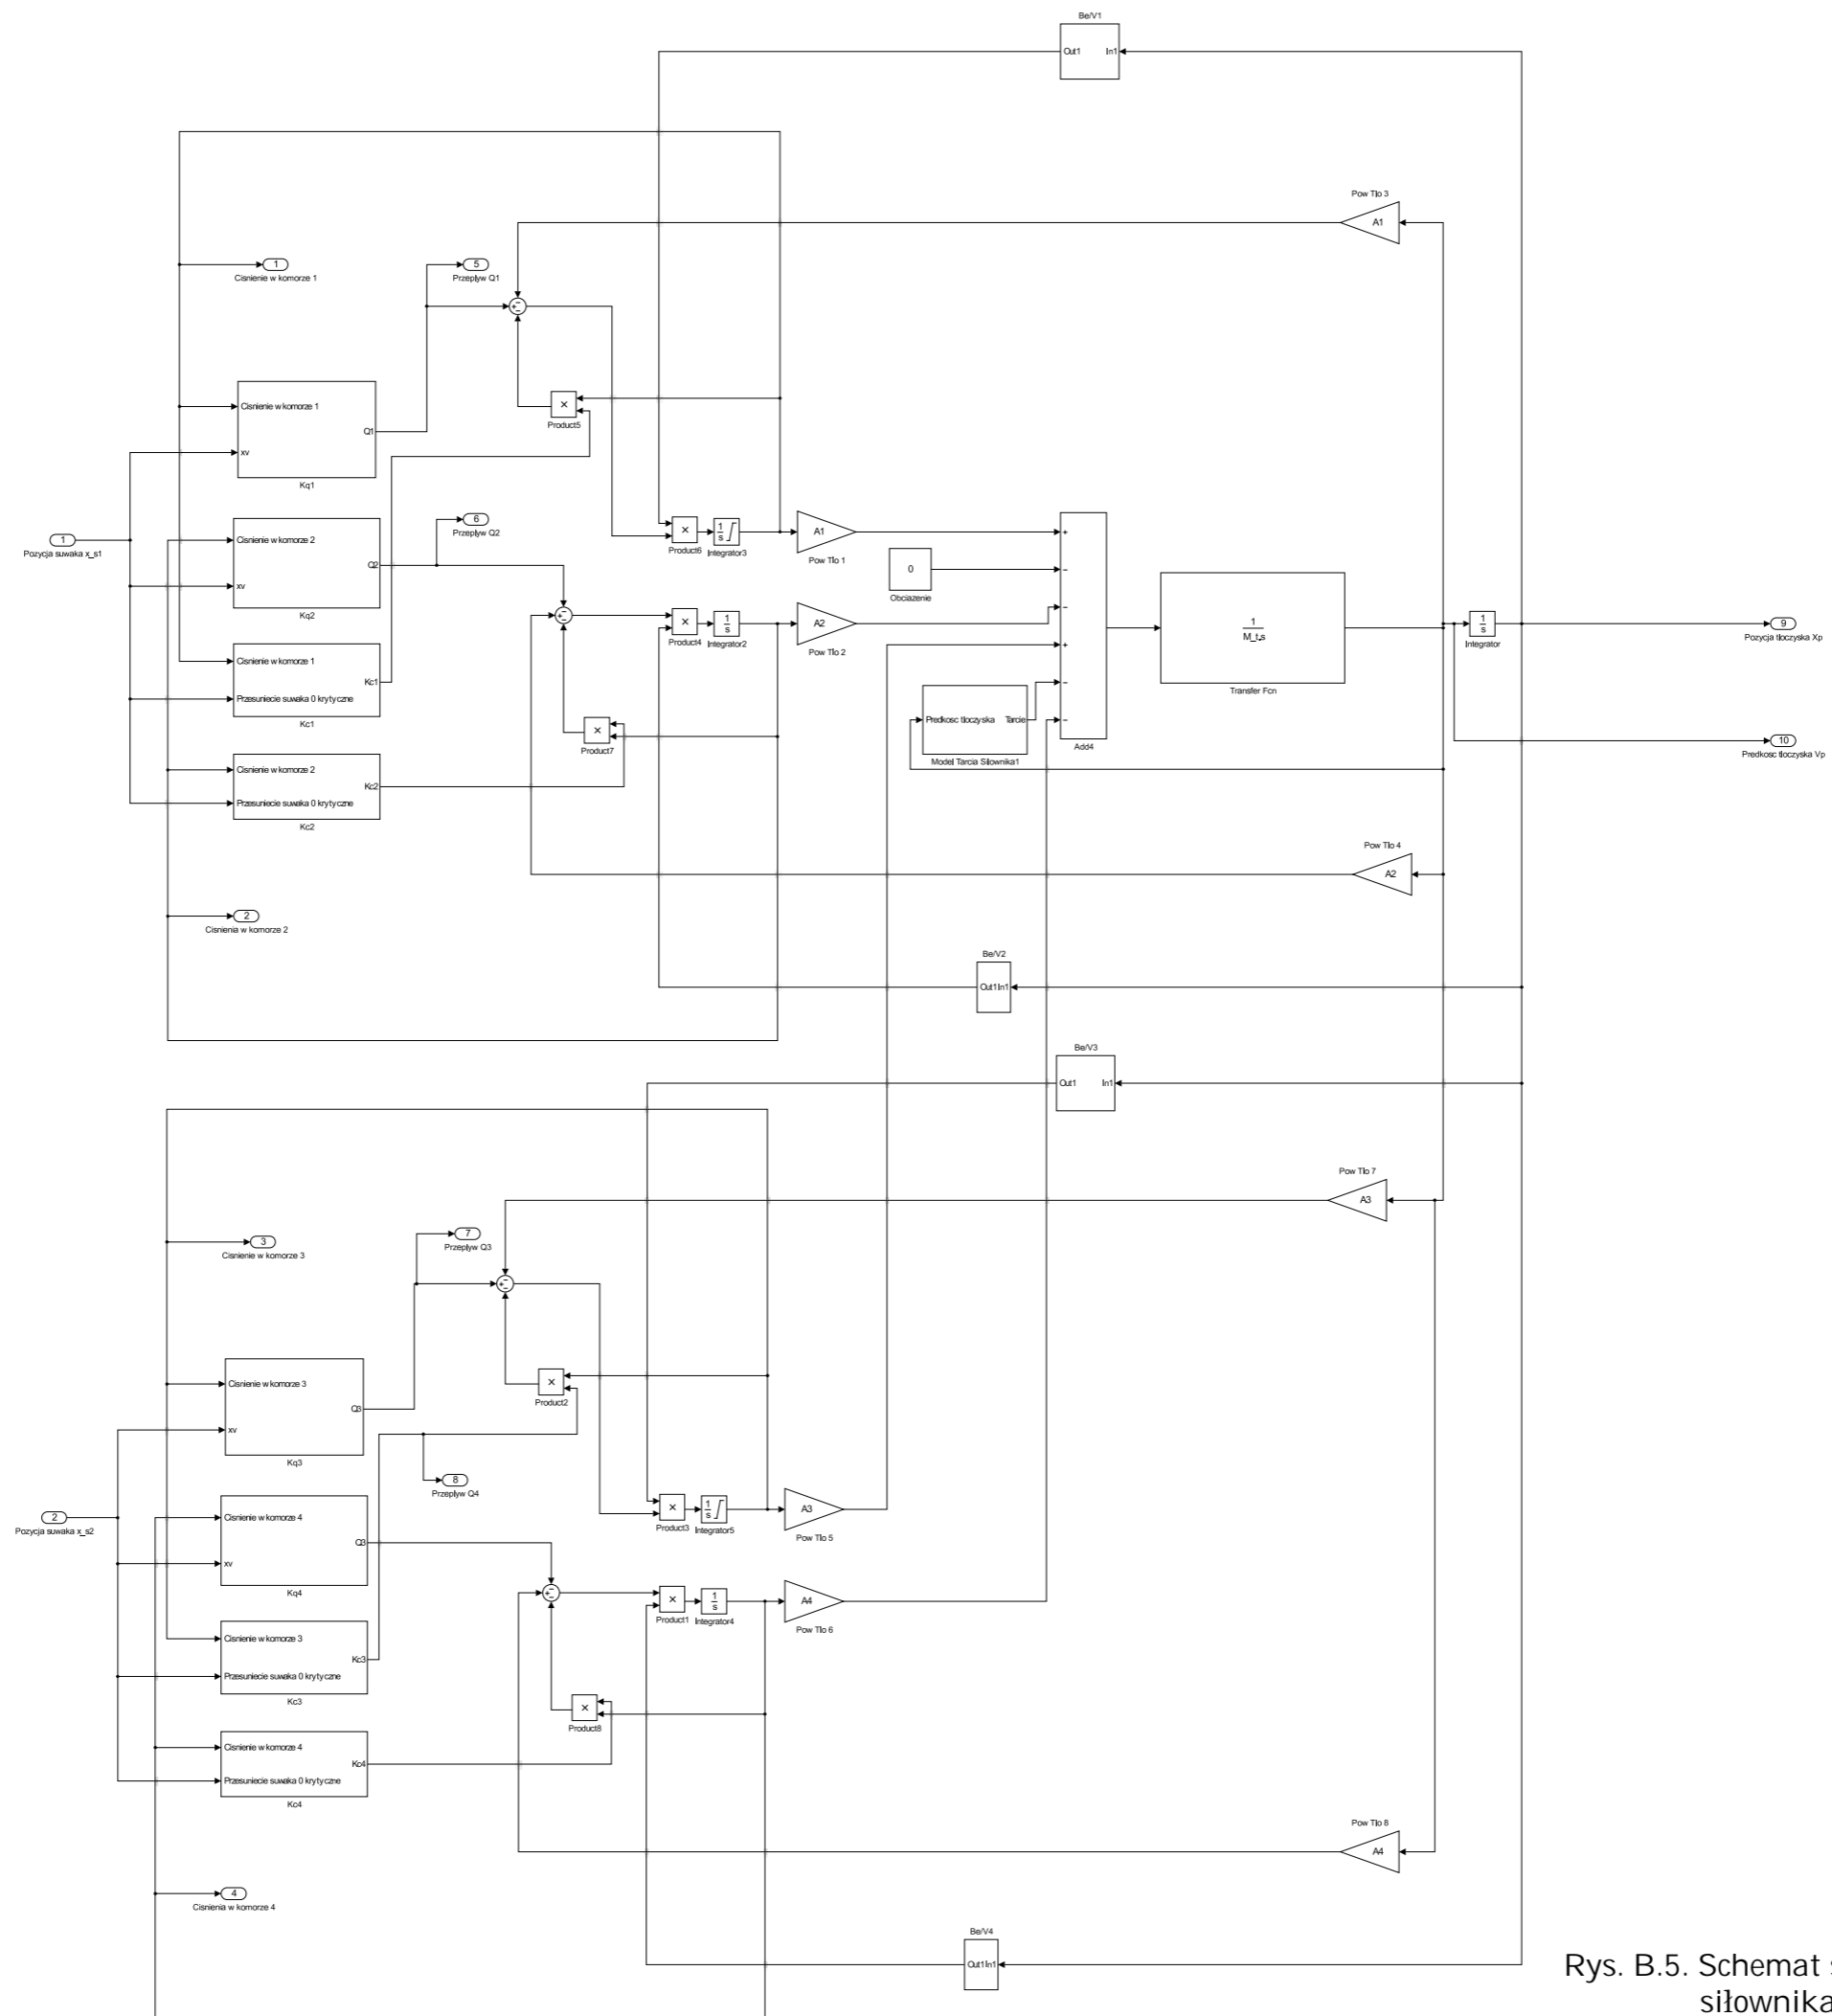 Be/V1
Out1
In1
Pow Tlo 3
A1
1
Cisnienie w komorze 1
5
Przeplyw Q1
Cisnienie w komorze 1
Q1
xv
Kq1
×
Product5
6
Przeplyw Q2
1
Pozycja suwaka x_s1
Cisnienie w komorze 2
Q2
xv
Kq2
×
Product6
1
s
Integrator3
A1
Pow Tlo 1
0
Obciazenie
×
Product4
1
s
Integrator2
A2
Pow Tlo 2
Add4
1
M_t.s
Transfer Fcn
1
s
Integrator
9
Pozycja tloczyska Xp
Cisnienie w komorze 1
Kc1
Przesuniecie suwaka 0 krytyczne
Kc1
×
Product7
Predkosc tloczyska
Tarcie
Model Tarcia Silownika1
10
Predkosc tloczyska Vp
Cisnienie w komorze 2
Kc2
Przesuniecie suwaka 0 krytyczne
Kc2
Pow Tlo 4
A2
2
Cisnienia w komorze 2
Be/V2
Out1
In1
Be/V3
Out1
In1
Pow Tlo 7
A3
3
Cisnienie w komorze 3
7
Przeplyw Q3
Cisnienie w komorze 3
Q3
xv
Kq3
×
Product2
8
Przeplyw Q4
2
Pozycja suwaka x_s2
Cisnienie w komorze 4
Q3
xv
Kq4
×
Product3
1
s
Integrator5
A3
Pow Tlo 5
×
Product1
1
s
Integrator4
A4
Pow Tlo 6
Cisnienie w komorze 3
Kc3
Przesuniecie suwaka 0 krytyczne
Kc3
×
Product8
Cisnienie w komorze 4
Kc4
Przesuniecie suwaka 0 krytyczne
Kc4
Pow Tlo 8
A4
4
Cisnienia w komorze 4
Be/V4
Out1
In1
Rys. B.5. Schemat
siłownika